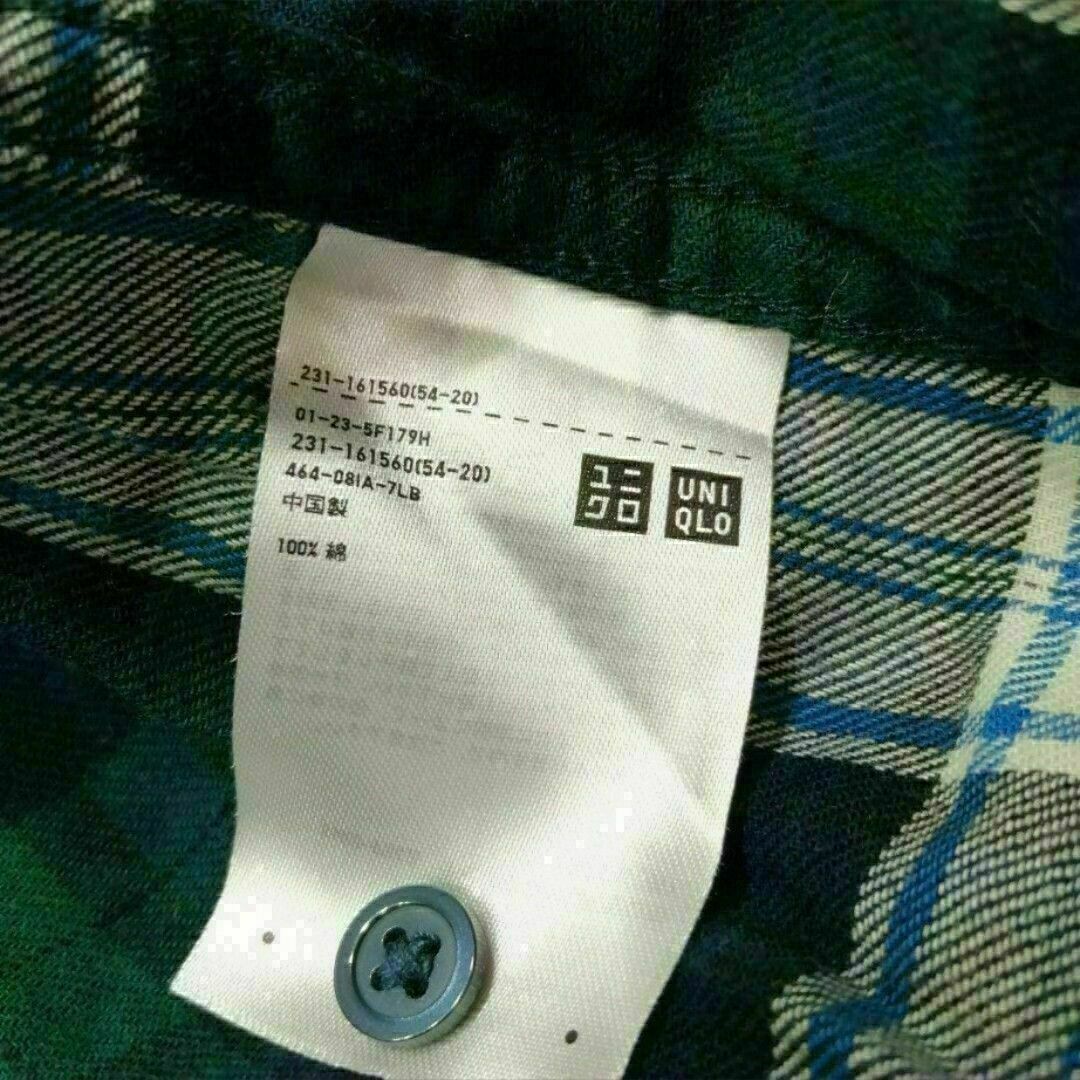 231-161560(54-20)
01-23-5F179H
231-161560(54-20)
464-081A-7LB
中国製
100% 綿
ユニ
クロ
UNI
QLO